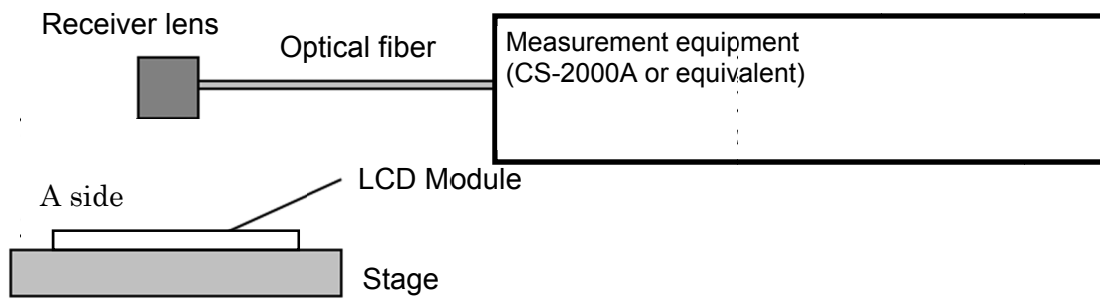 Receiver lens
Optical fiber
Measurement equipment
(CS-2000A or equivalent)
LCD Module
A side
Stage